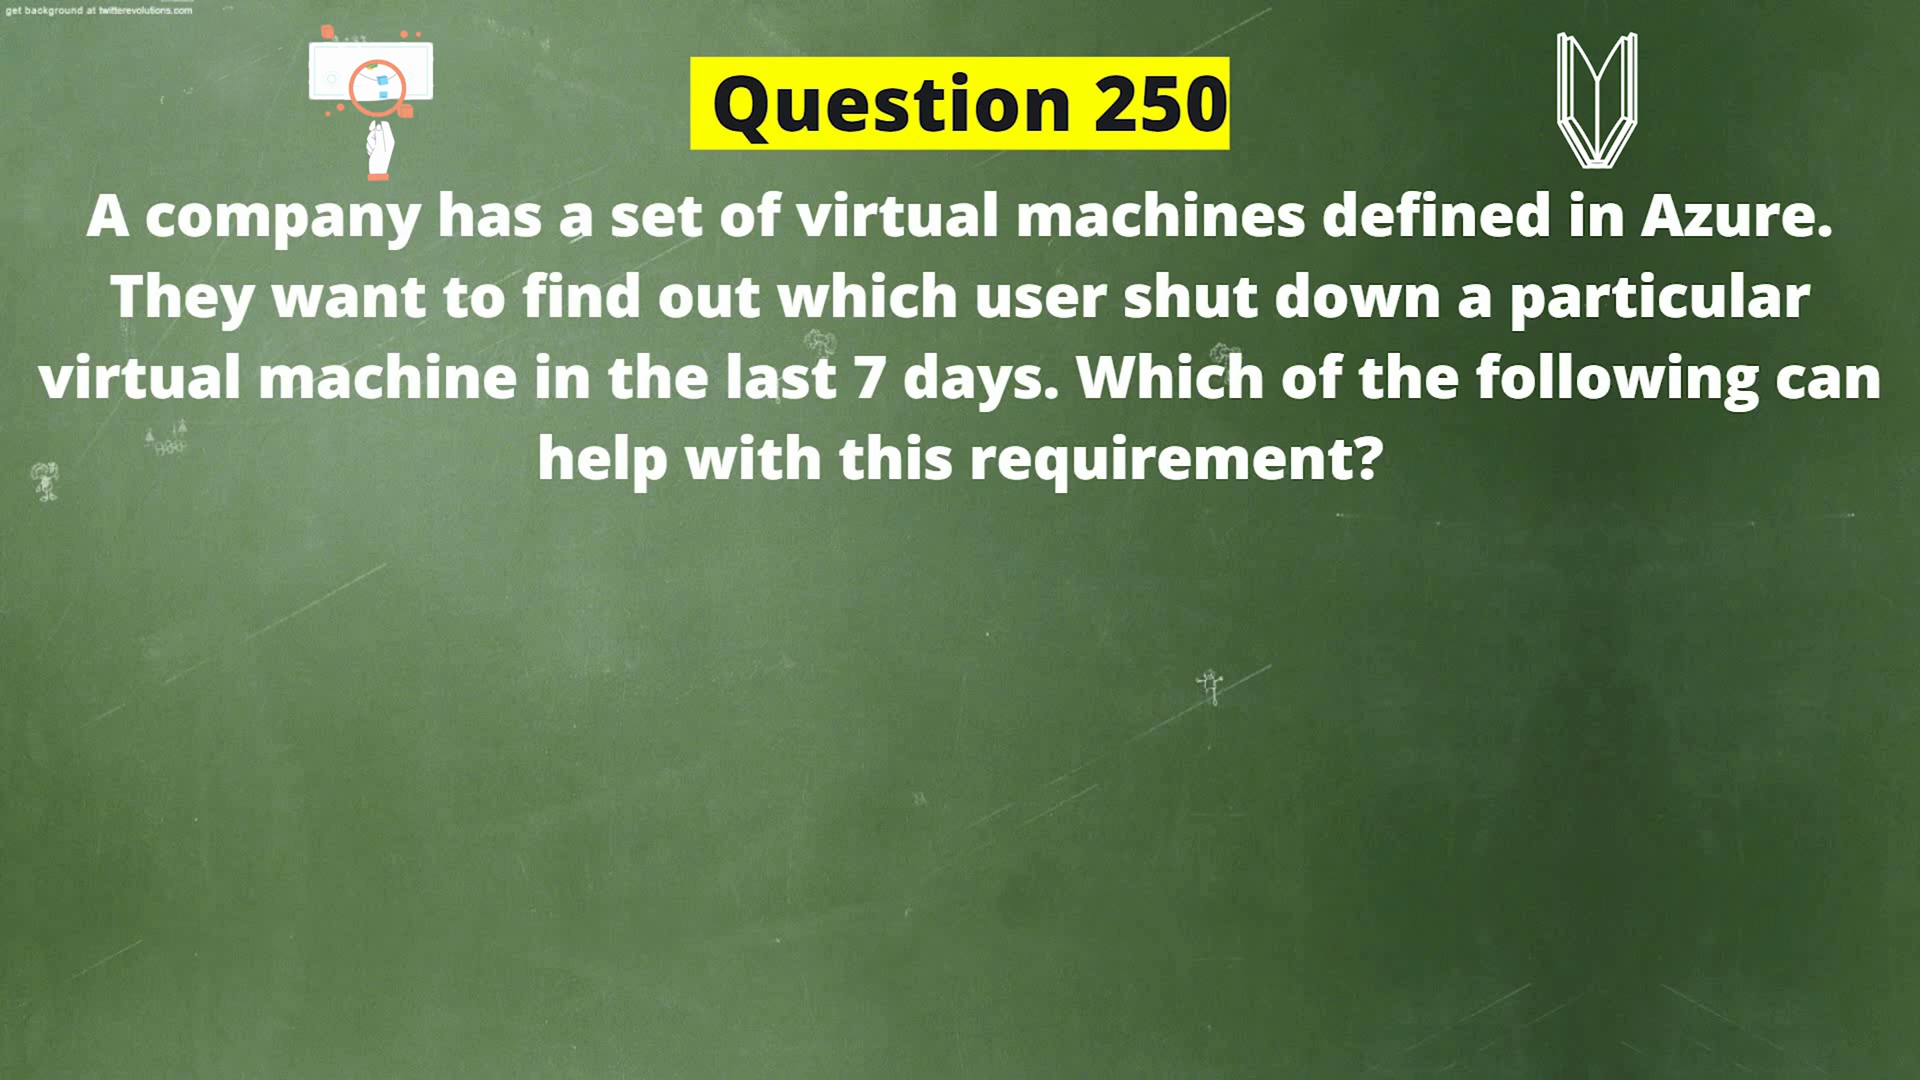 get background at twitterevolutions.com
Question 250
A company has a set of virtual machines defined in Azure.
They want to find out which user shut down a particular
virtual machine in the last 7 days. Which of the following can
help with this requirement?